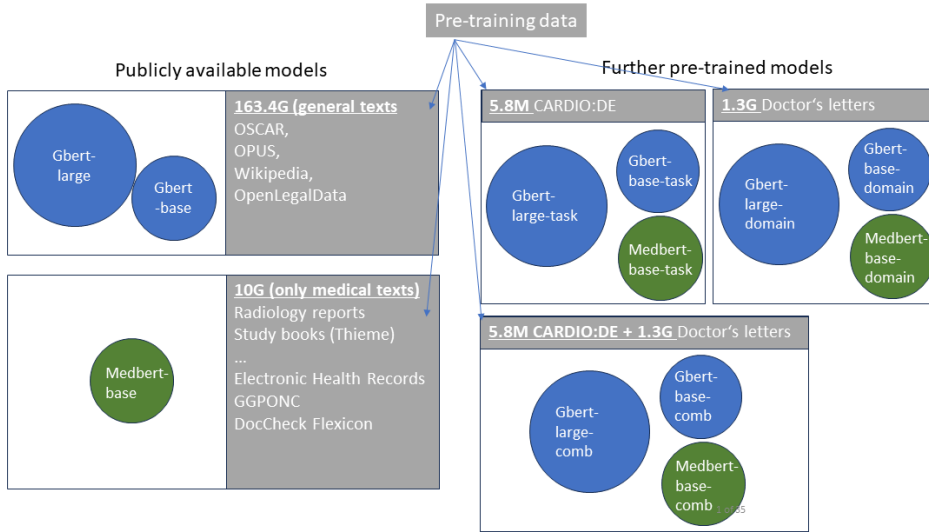 Pre-training data
Publicly available models
Further pre-trained models
163.4G (general texts
OSCAR,
OPUS,
Wikipedia,
OpenLegalData
Gbert-
large
Gbert
-base
10G (only medical texts)
Radiology reports
Study books (Thieme)
...
Electronic Health Records
GGPONC
DocCheck Flexicon
Medbert-
base
5.8M CARDIO:DE
Gbert-
large-task
Gbert-
base-task
Medbert-
base-task
1.3G Doctor‘s letters
Gbert-
large-
domain
Gbert-
base-
domain
Medbert-
base-
domain
5.8M CARDIO:DE + 1.3G Doctor‘s letters
Gbert-
large-
comb
Gbert-
base-
comb
Medbert-
base-
comb
1 of 35